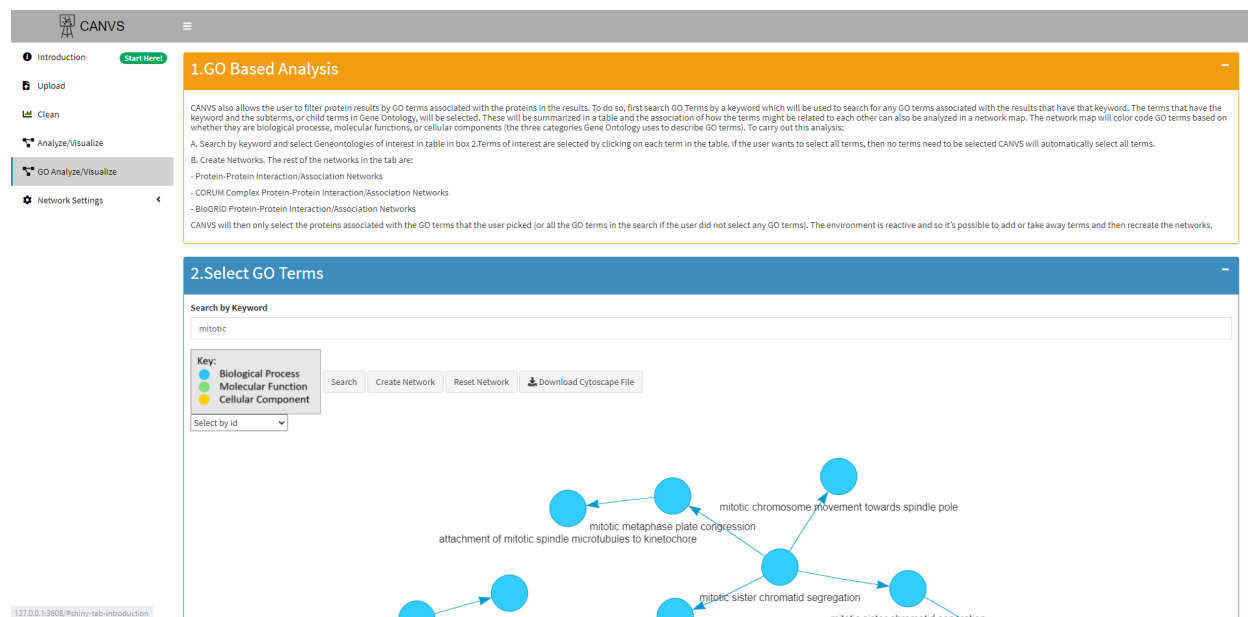 CANVS
Introduction
Start Here!
Upload
Clean
Analyze/Visualize
GO Analyze/Visualize
Network Settings
1.GO Based Analysis
CANVS also allows the user to filter protein results by GO terms associated with the proteins in the results. To do so, first search GO Terms by a keyword which will be used to search for any GO terms associated with the results that have that keyword. The terms that have the
keyword and the subterms, or child terms in Gene Ontology, will be selected. These will be summarized in a table and the association of how the terms might be related to each other can also be analyzed in a network map. The network map will color code GO terms based on
whether they are biological processe, molecular functions, or cellular components (the three categories Gene Ontology uses to describe GO terms). To carry out this analysis:
A. Search by keyword and select Geneontologies of interest in table in box 2.Terms of interest are selected by clicking on each term in the table. If the user wants to select all terms, then no terms need to be selected CANVS will automatically select all terms.
B. Create Networks. The rest of the networks in the tab are:
- Protein-Protein Interaction/Association Networks
- CORUM Complex Protein-Protein Interaction/Association Networks
- BioGRID Protein-Protein Interaction/Association Networks
CANVS will then only select the proteins associated with the GO terms that the user picked (or all the GO terms in the search if the user did not select any GO terms). The environment is reactive and so it's possible to add or take away terms and then recreate the networks.
2.Select GO Terms
Search by Keyword
mitotic
Key:
Biological Process
Molecular Function
Cellular Component
Search
Create Network
Reset Network
Download Cytoscape File
Select by id
mitotic chromosome movement towards spindle pole
mitotic metaphase plate congression
attachment of mitotic spindle microtubules to kinetochore
mitotic sister chromatid segregation
mitotic sister chromatid separation
127.0.0.1:3608/#shiny-tab-introduction